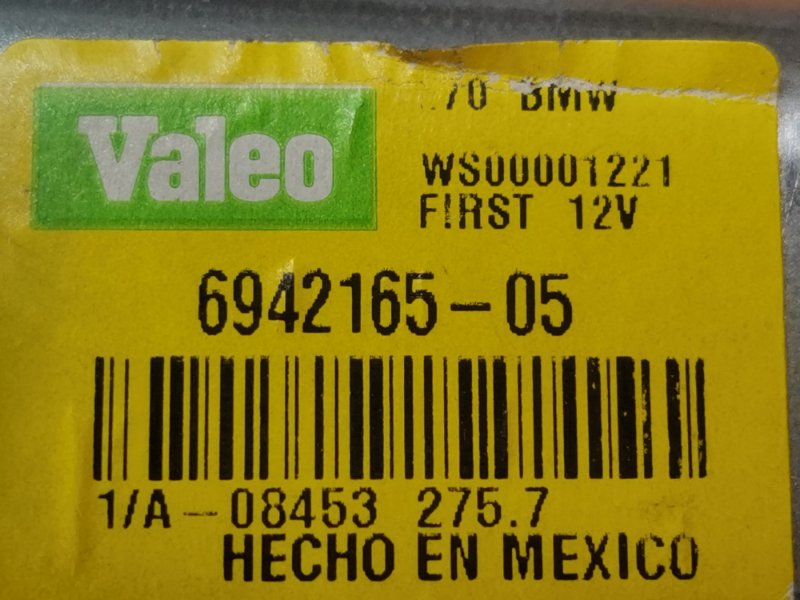 Valeo
70 BMW
WS00001221
FIRST 12V
6942165-05
1/A-08453 275.7
HECHO EN MEXICO